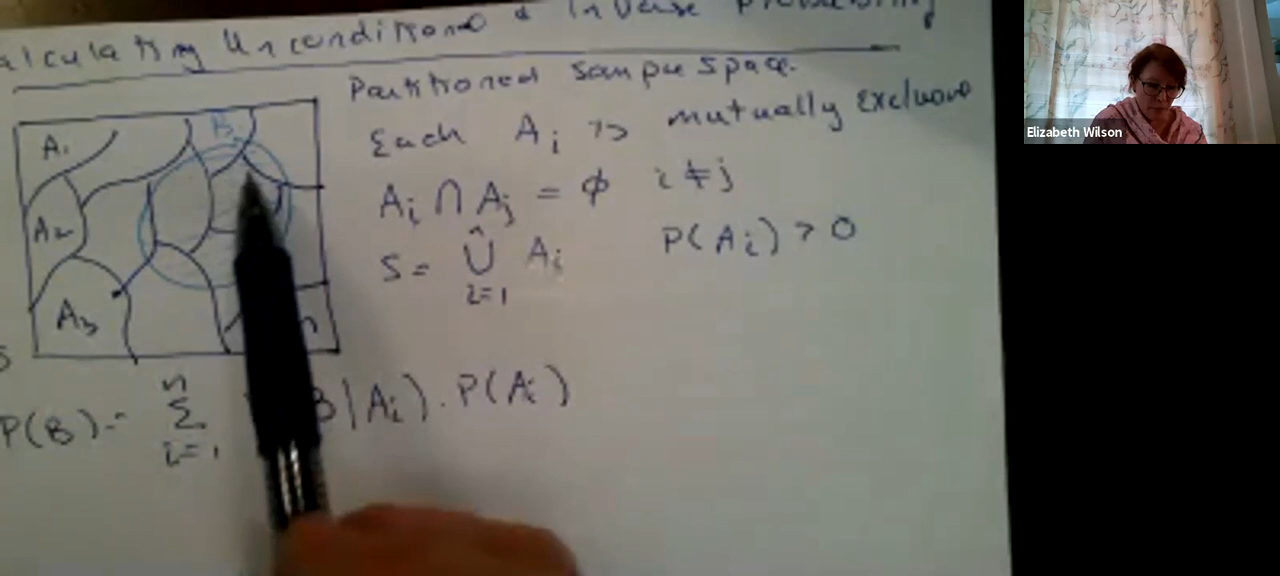 alculating Unconditional & Inverse Probability
Partitioned Sample Space.
Each Ai is mutually Exclusive
Ai ∩ Aj = ∅ i ≠ j
S = ⋃ i=1 n Ai P(Ai) > 0
A1
B
A2
A3
n
S
P(B) = Σ i=1 n B|Ai). P(Ai)
Elizabeth Wilson